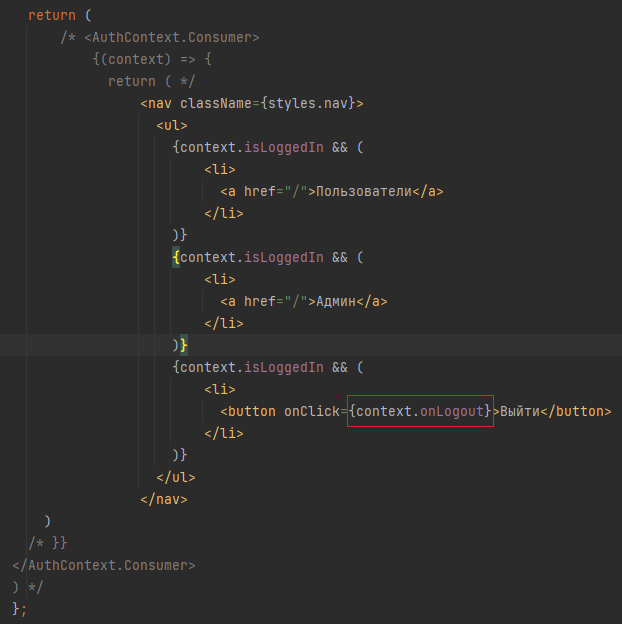 return (
/* <AuthContext.Consumer>
{(context) => {
return ( */
<nav className={styles.nav}>
<ul>
{context.isLoggedIn && (
<li>
<a href="/">Пользователи</a>
</li>
)}
{context.isLoggedIn && (
<li>
<a href="/">Админ</a>
</li>
)}
{context.isLoggedIn && (
<li>
<button onClick={context.onLogout}>Выйти</button>
</li>
)}
</ul>
</nav>
)
/* }}
</AuthContext.Consumer>
) */
};